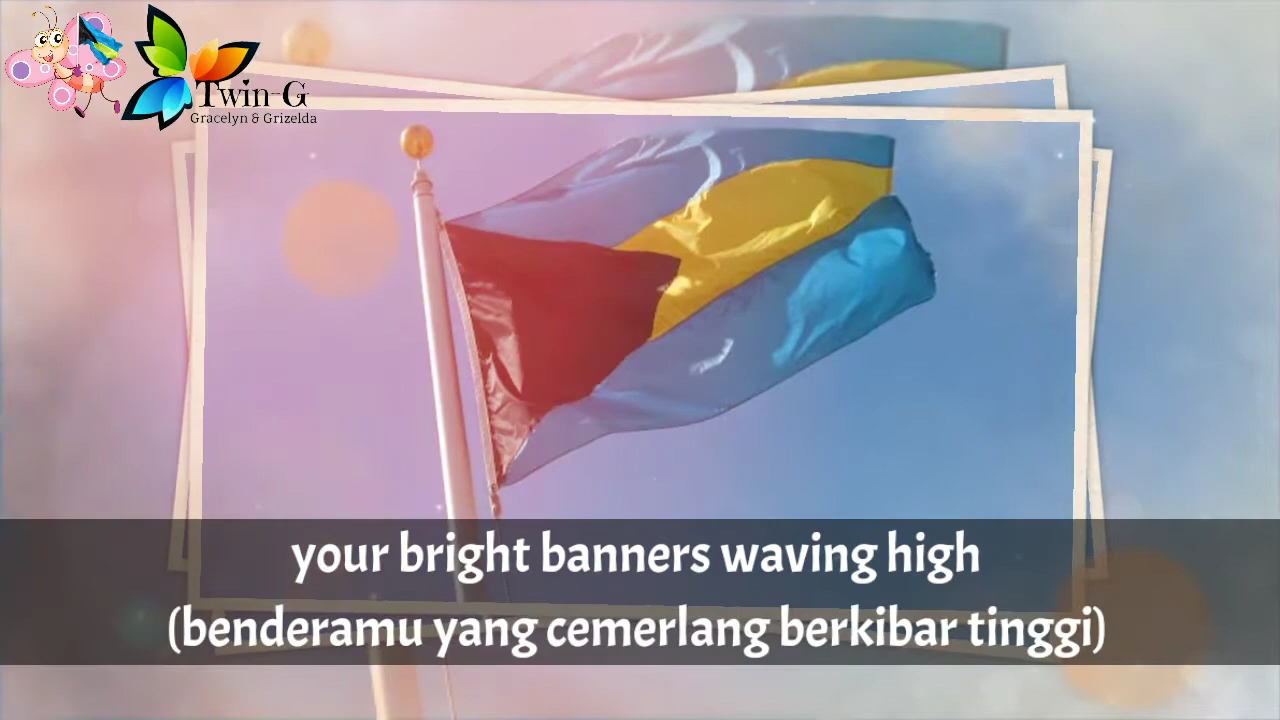 Twin-G
Gracelyn & Grizelda
your bright banners waving high
(benderamu yang cemerlang berkibar tinggi)